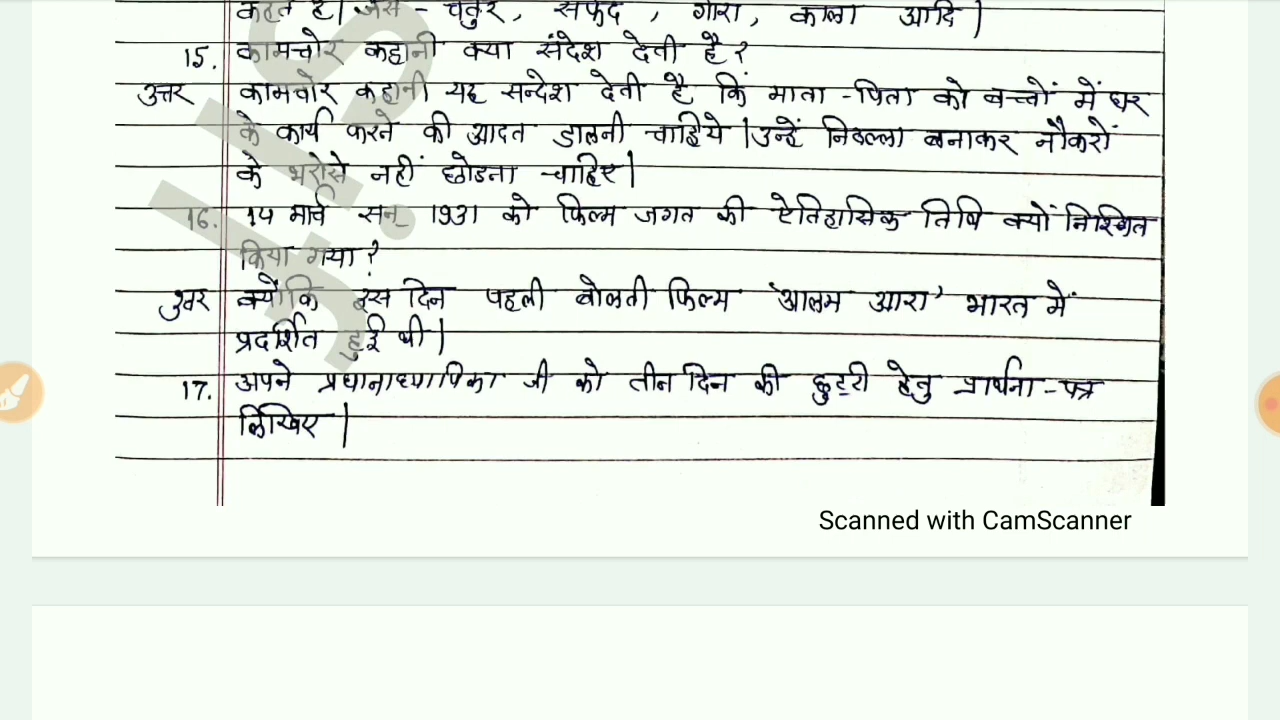 कहते है। जैसे - चतुर, सफेद, गोरा, काला आदि।
15. कामचोर कहानी क्या संदेश देती है?
उत्तर कामचोर कहानी यह सन्देश देती है कि माता-पिता को बच्चों में घर
के कार्य करने की आदत डालनी चाहिये। उन्हें निठल्ला बनाकर नौकरों
के भरोसे नहीं छोडना चाहिए।
16. 14 मार्च सन् 1931 को फिल्म जगत की ऐतिहासिक तिथि क्यों निश्चित
किया गया?
उत्तर क्योंकि इस दिन पहली बोलती फिल्म 'आलम आरा' भारत में
प्रदर्शित हुई थी।
17. अपने प्रधानाध्यापिका जी को तीन दिन की छुट्टी हेतु प्रार्थना-पत्र
लिखिए।
Scanned with CamScanner